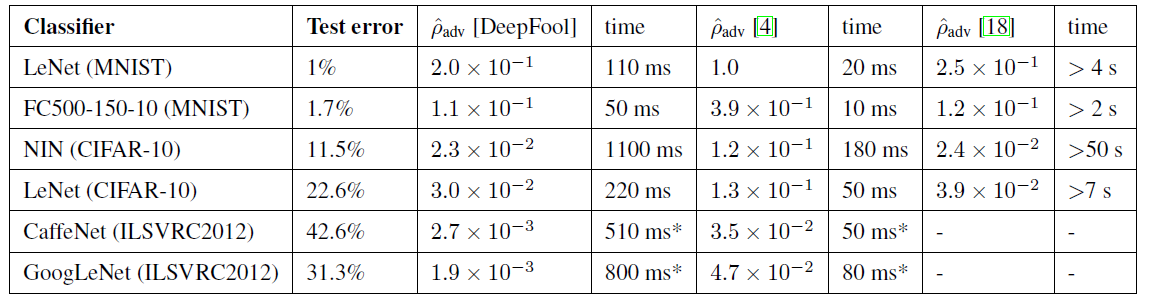 Classifier Test error ρ̂adv [DeepFool] time ρ̂adv [4] time ρ̂adv [18] time
LeNet (MNIST) 1% 2.0 × 10⁻¹ 110 ms 1.0 20 ms 2.5 × 10⁻¹ > 4 s
FC500-150-10 (MNIST) 1.7% 1.1 × 10⁻¹ 50 ms 3.9 × 10⁻¹ 10 ms 1.2 × 10⁻¹ > 2 s
NIN (CIFAR-10) 11.5% 2.3 × 10⁻² 1100 ms 1.2 × 10⁻¹ 180 ms 2.4 × 10⁻² >50 s
LeNet (CIFAR-10) 22.6% 3.0 × 10⁻² 220 ms 1.3 × 10⁻¹ 50 ms 3.9 × 10⁻² >7 s
CaffeNet (ILSVRC2012) 42.6% 2.7 × 10⁻³ 510 ms* 3.5 × 10⁻² 50 ms* - -
GoogLeNet (ILSVRC2012) 31.3% 1.9 × 10⁻³ 800 ms* 4.7 × 10⁻² 80 ms* - -